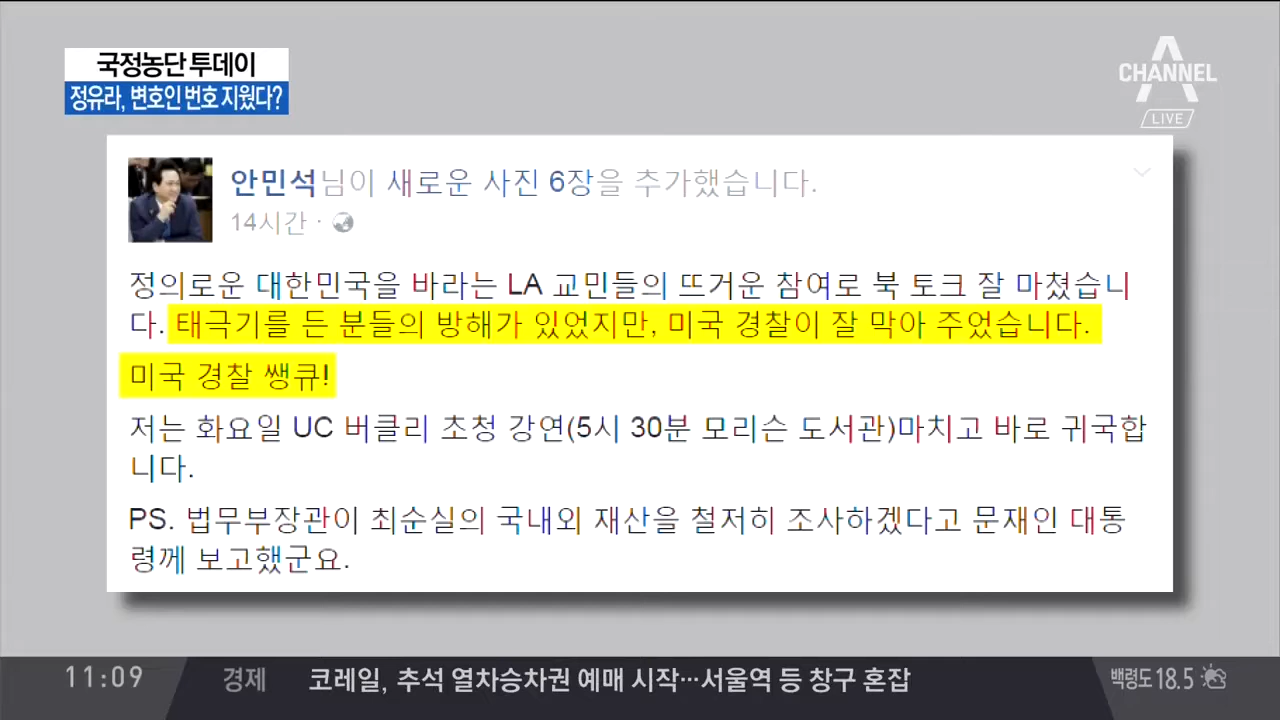 국정농단 투데이
정유라, 변호인 번호 지웠다?
CHANNEL A
LIVE
안민석님이 새로운 사진 6장을 추가했습니다.
14시간 ·
정의로운 대한민국을 바라는 LA 교민들의 뜨거운 참여로 북 토크 잘 마쳤습니
다. 태극기를 든 분들의 방해가 있었지만, 미국 경찰이 잘 막아 주었습니다.
미국 경찰 쌩큐!
저는 화요일 UC 버클리 초청 강연(5시 30분 모리슨 도서관)마치고 바로 귀국합
니다.
PS. 법무부장관이 최순실의 국내외 재산을 철저히 조사하겠다고 문재인 대통
령께 보고했군요.
11:09 경제 코레일, 추석 열차승차권 예매 시작…서울역 등 창구 혼잡 백령도 18.5